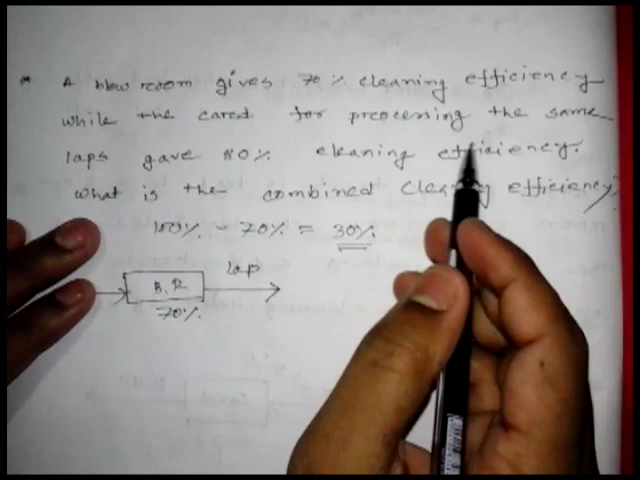 * A blow room gives 70% cleaning efficiency
while the card for processing the same
laps gave 80% cleaning efficiency.
What is the combined cleaning efficiency?
100% - 70% = 30%
lap
B.R
70%